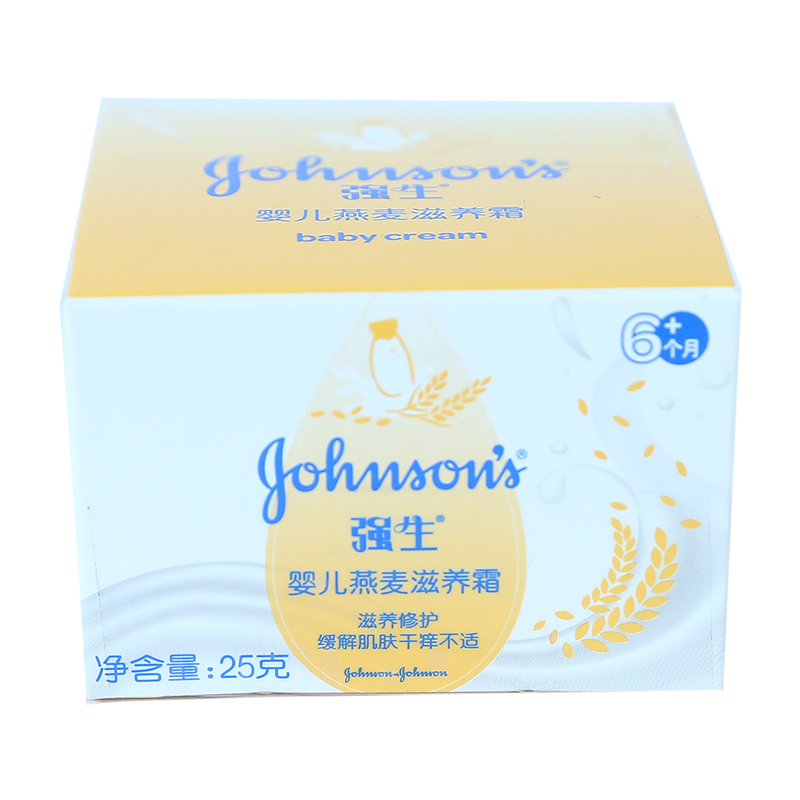 Johnson's®
强生®
婴儿燕麦滋养霜
baby cream
6+
个月
Johnson's®
强生®
婴儿燕麦滋养霜
滋养修护
缓解肌肤干痒不适
净含量:25克
Johnson & Johnson